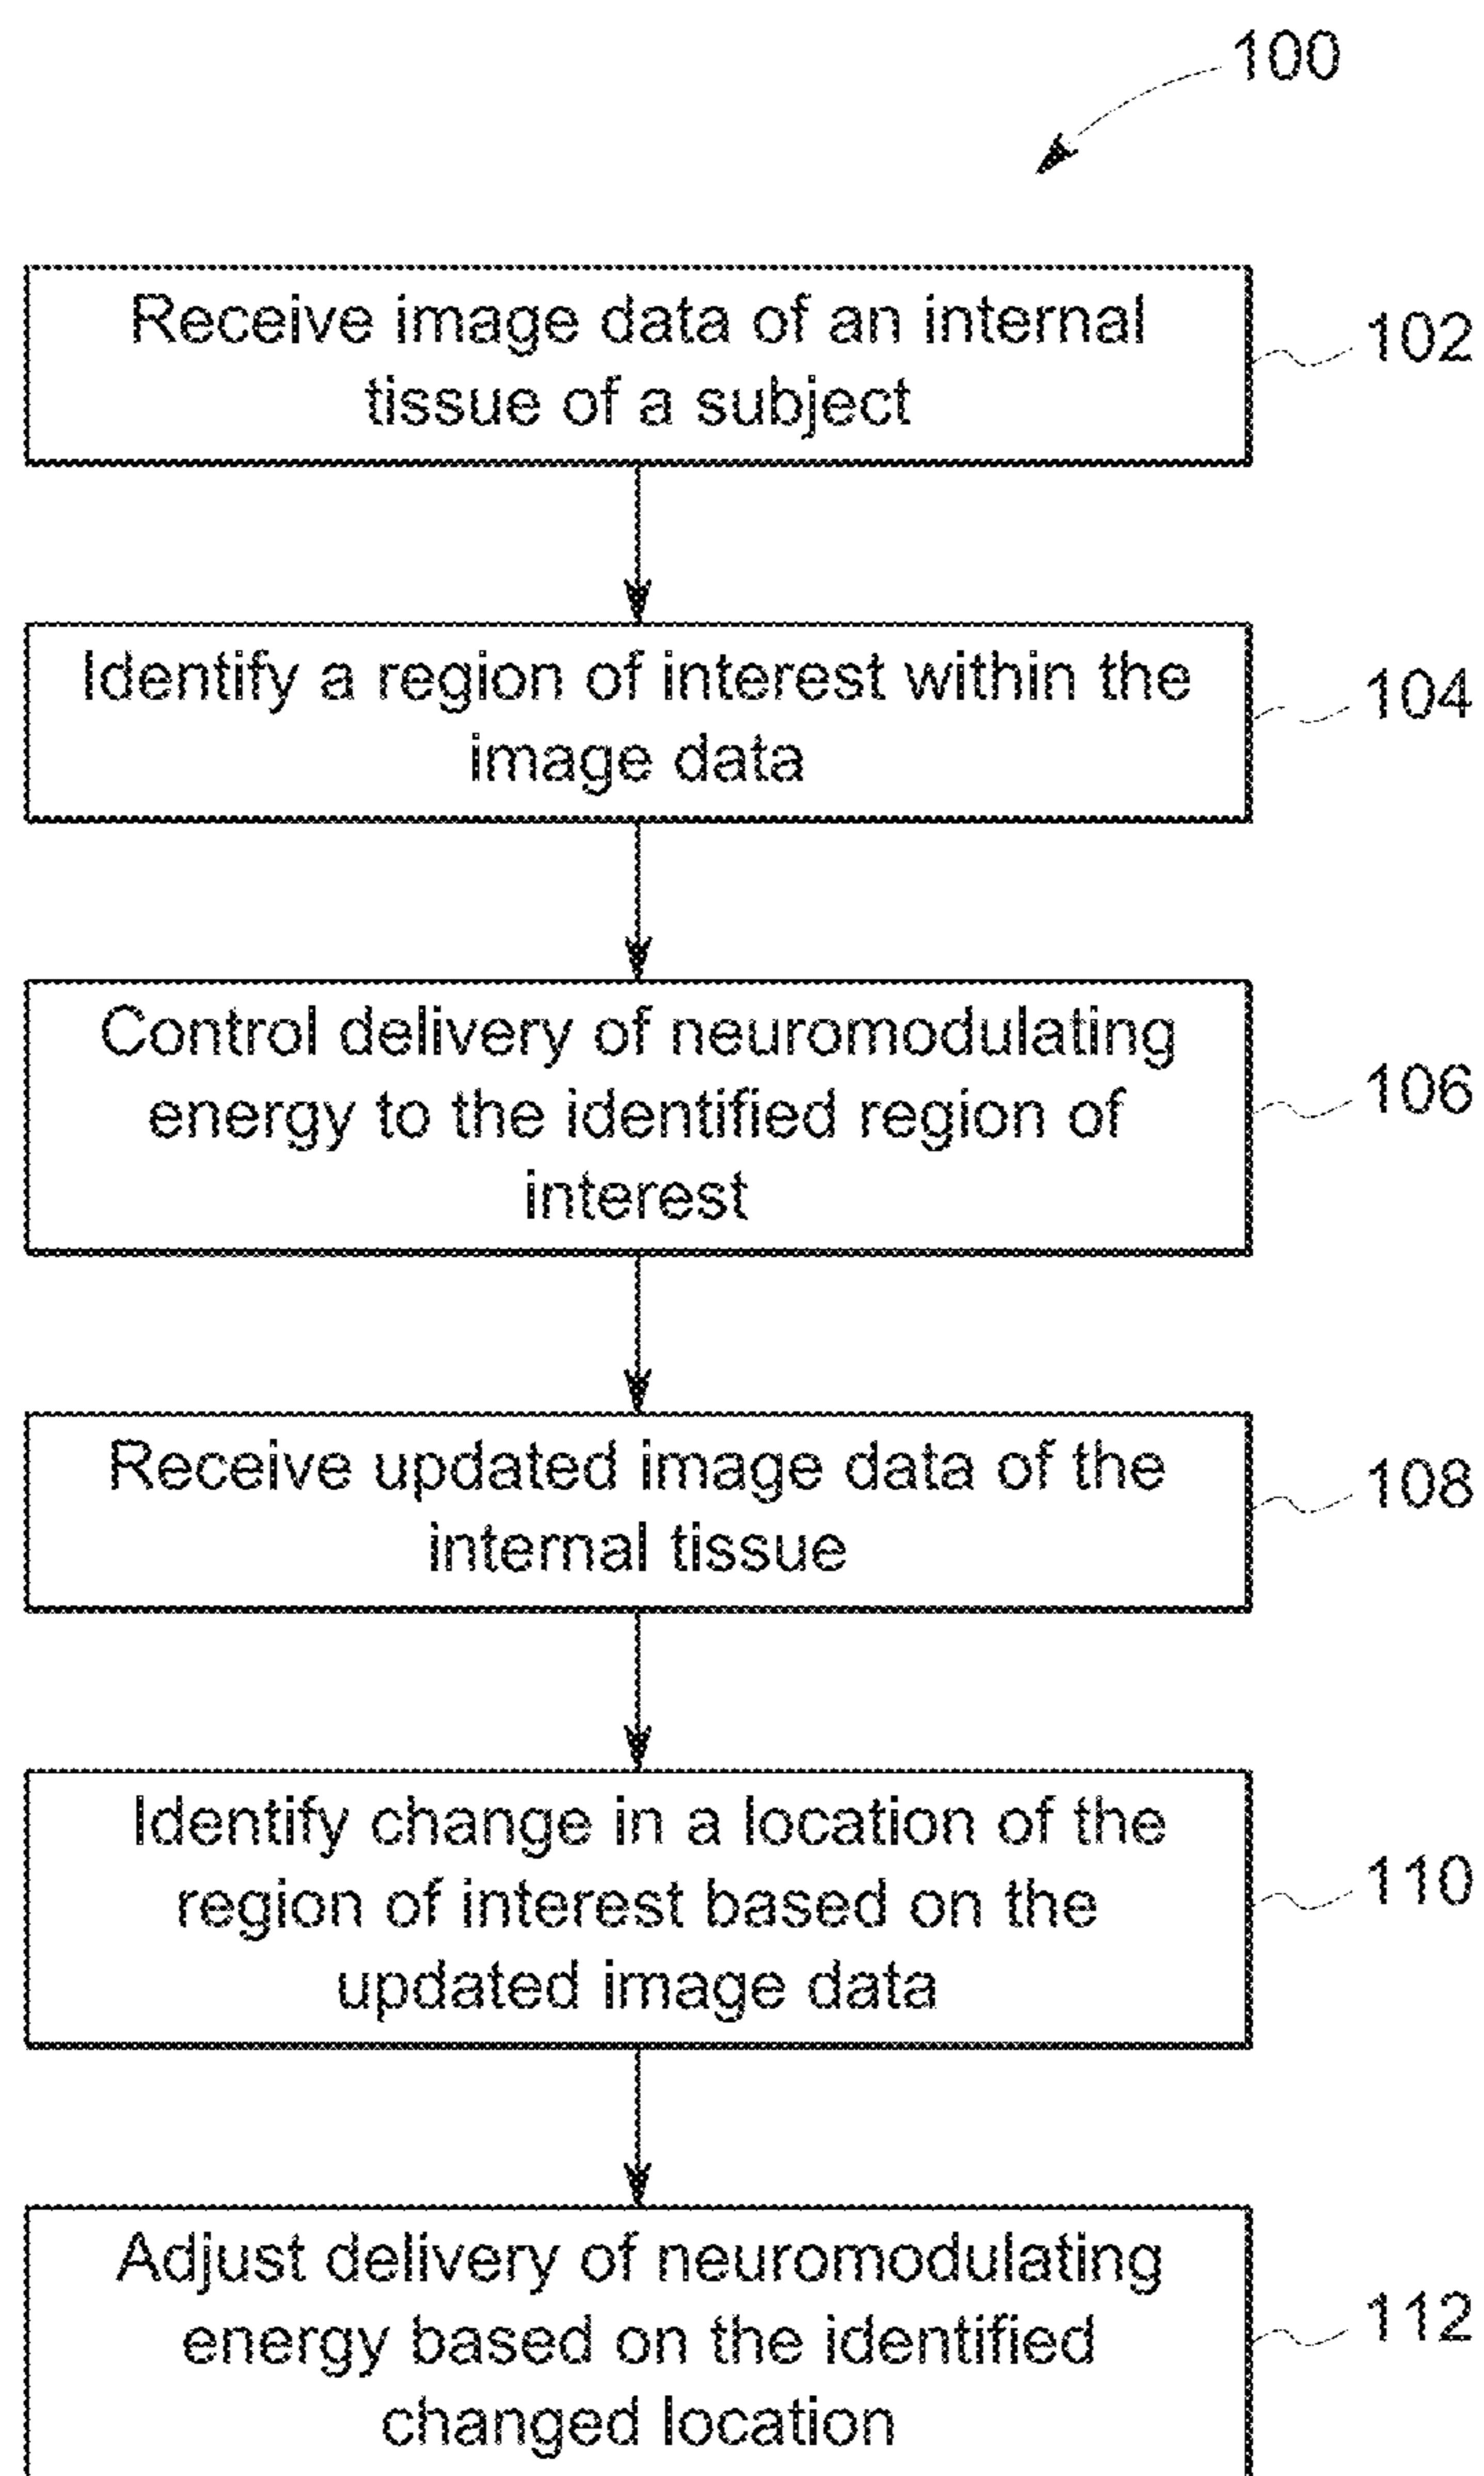 100
Receive image data of an internal
tissue of a subject
102
Identify a region of interest within the
image data
104
Control delivery of neuromodulating
energy to the identified region of
interest
106
Receive updated image data of the
internal tissue
108
Identify change in a location of the
region of interest based on the
updated image data
110
Adjust delivery of neuromodulating
energy based on the identified
changed location
112